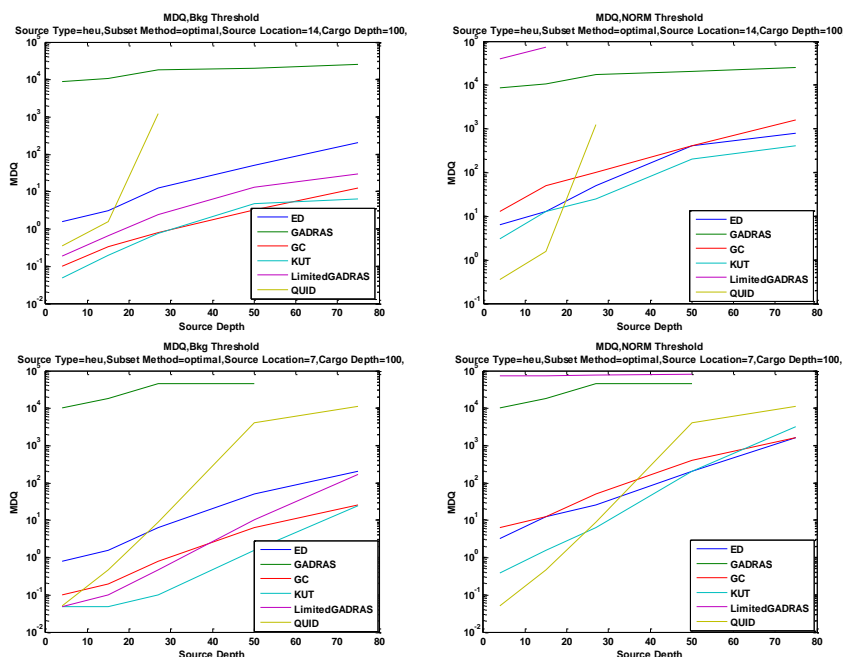 MDQ,Bkg Threshold
Source Type=heu,Subset Method=optimal,Source Location=14,Cargo Depth=100,
10^5
10^4
10^3
10^2
10^1
10^0
10^-1
10^-2
MDQ
0 10 20 30 40 50 60 70 80
Source Depth
ED
GADRAS
GC
KUT
LimitedGADRAS
QUID
MDQ,NORM Threshold
Source Type=heu,Subset Method=optimal,Source Location=14,Cargo Depth=100
10^5
10^4
10^3
10^2
10^1
10^0
10^-1
MDQ
0 10 20 30 40 50 60 70 80
Source Depth
ED
GADRAS
GC
KUT
LimitedGADRAS
QUID
MDQ,Bkg Threshold
Source Type=heu,Subset Method=optimal,Source Location=7,Cargo Depth=100,
10^5
10^4
10^3
10^2
10^1
10^0
10^-1
10^-2
MDQ
0 10 20 30 40 50 60 70 80
Source Depth
ED
GADRAS
GC
KUT
LimitedGADRAS
QUID
MDQ,NORM Threshold
Source Type=heu,Subset Method=optimal,Source Location=7,Cargo Depth=100,
10^5
10^4
10^3
10^2
10^1
10^0
10^-1
10^-2
MDQ
0 10 20 30 40 50 60 70 80
Source Depth
ED
GADRAS
GC
KUT
LimitedGADRAS
QUID